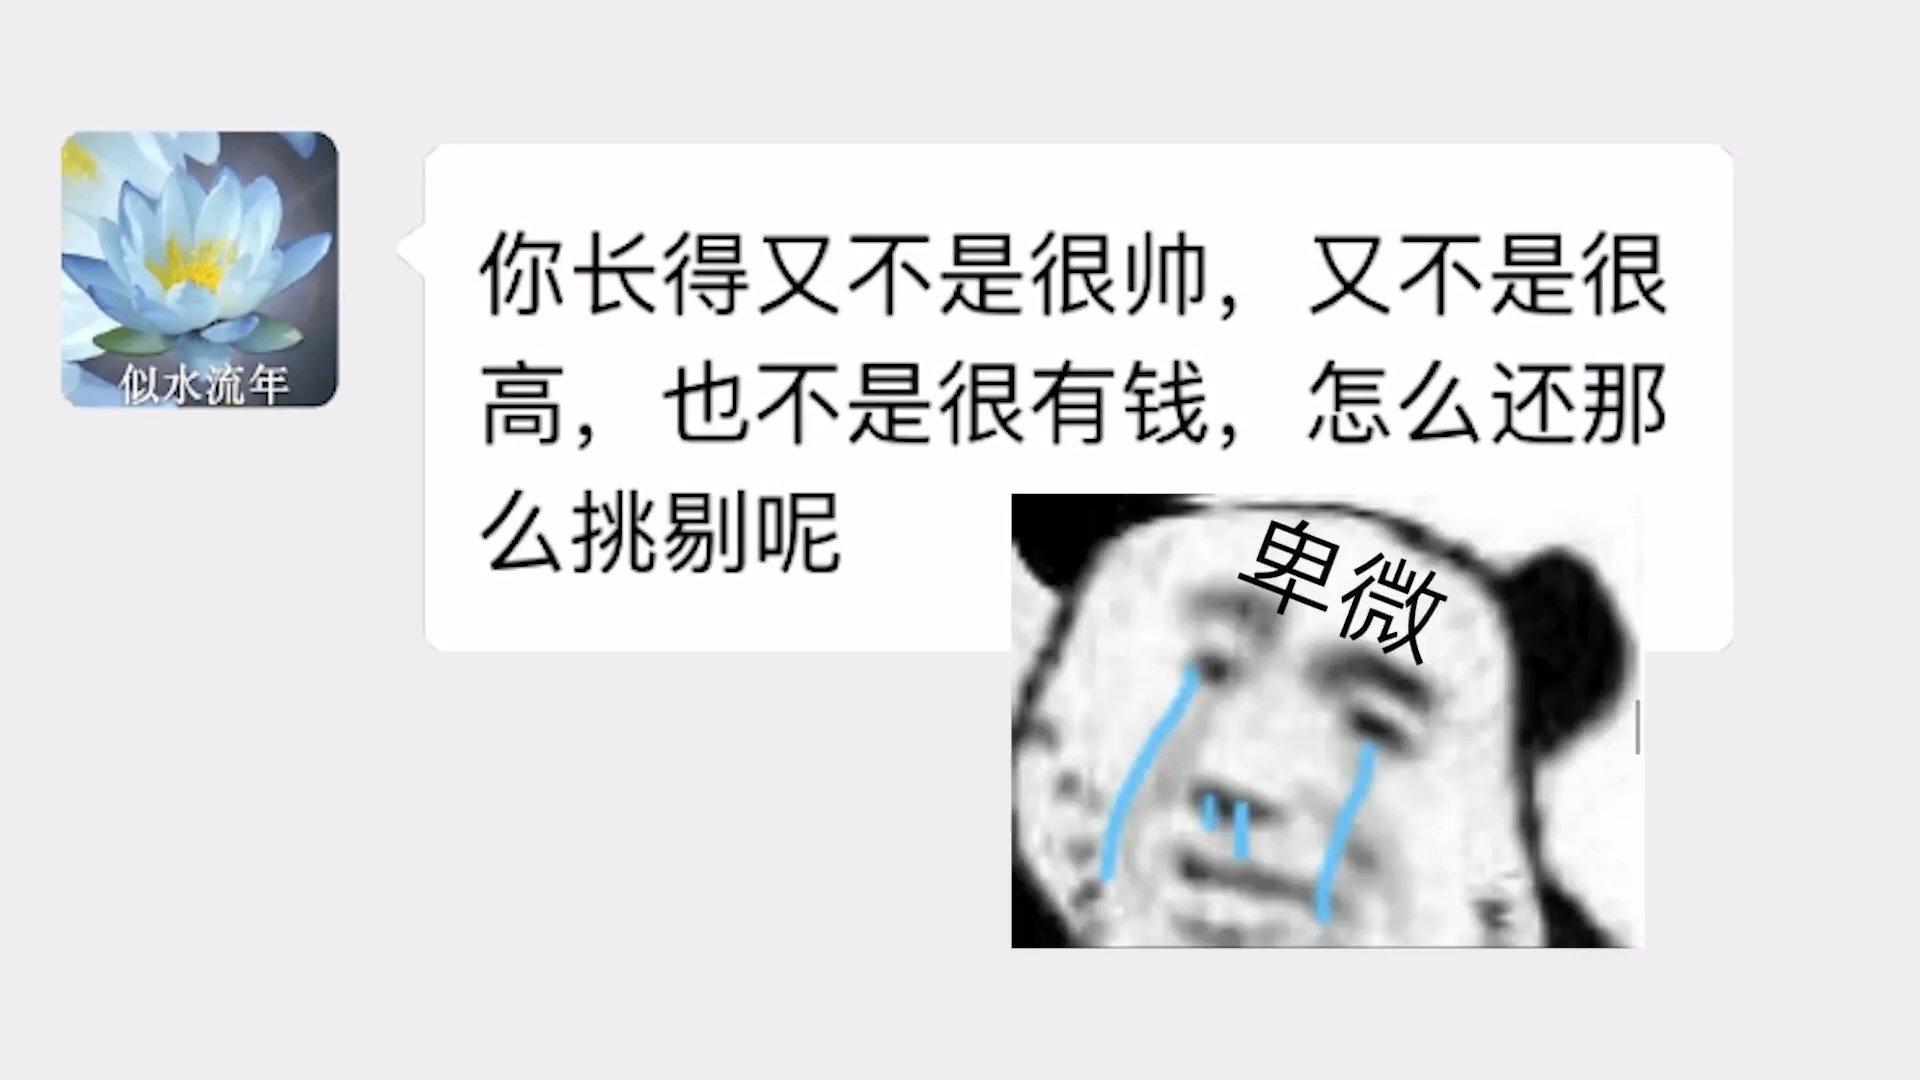 似水流年
你长得又不是很帅，又不是很
高，也不是很有钱，怎么还那
么挑剔呢
卑微